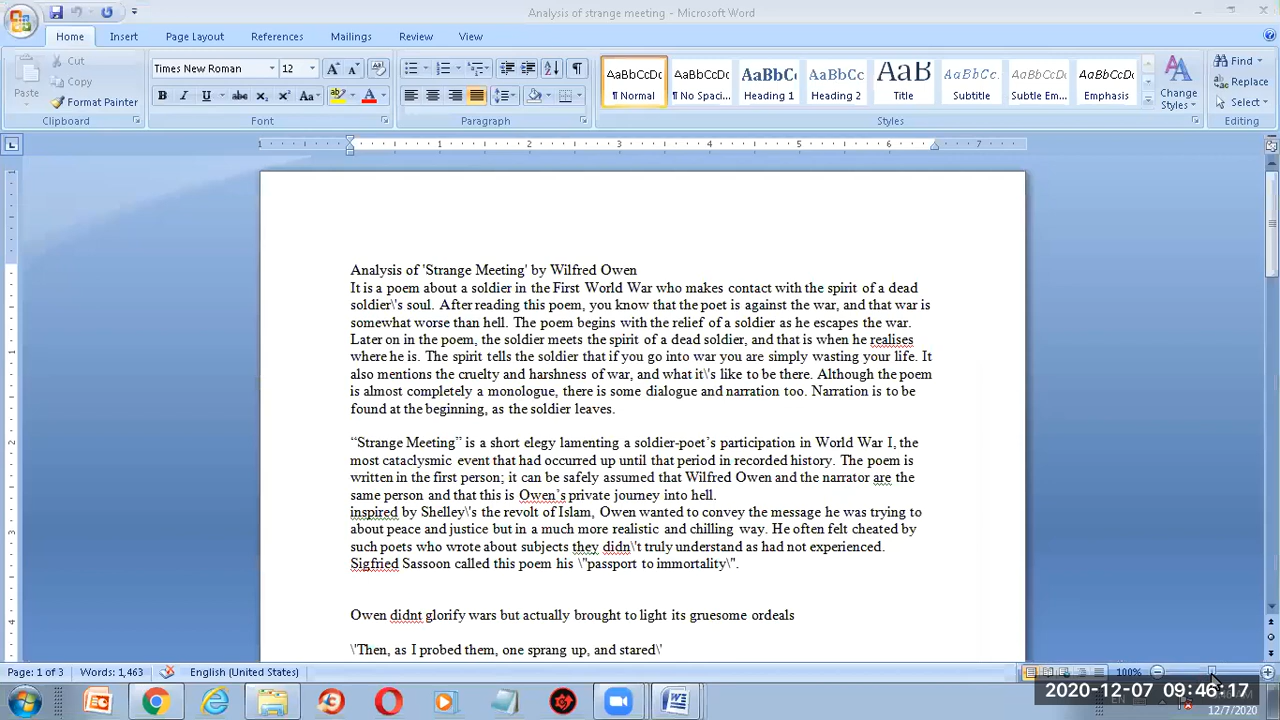 Analysis of strange meeting - Microsoft Word
Home Insert Page Layout References Mailings Review View
Cut
Copy
Format Painter
Paste
Clipboard
Times New Roman 12
Font
Paragraph
AaBbCcDc AaBbCcDc AaBbC AaBbCc AaB AaBbCc. AaBbCcDc AaBbCcDc
¶ Normal ¶ No Spaci... Heading 1 Heading 2 Title Subtitle Subtle Em... Emphasis
Change Styles
Styles
Find
Replace
Select
Editing
1 1 2 3 4 5 6 7
Analysis of 'Strange Meeting' by Wilfred Owen
It is a poem about a soldier in the First World War who makes contact with the spirit of a dead
soldier\'s soul. After reading this poem, you know that the poet is against the war, and that war is
somewhat worse than hell. The poem begins with the relief of a soldier as he escapes the war.
Later on in the poem, the soldier meets the spirit of a dead soldier, and that is when he realises
where he is. The spirit tells the soldier that if you go into war you are simply wasting your life. It
also mentions the cruelty and harshness of war, and what it\'s like to be there. Although the poem
is almost completely a monologue, there is some dialogue and narration too. Narration is to be
found at the beginning, as the soldier leaves.
“Strange Meeting” is a short elegy lamenting a soldier-poet’s participation in World War I, the
most cataclysmic event that had occurred up until that period in recorded history. The poem is
written in the first person; it can be safely assumed that Wilfred Owen and the narrator are the
same person and that this is Owen’s private journey into hell.
inspired by Shelley\'s the revolt of Islam, Owen wanted to convey the message he was trying to
about peace and justice but in a much more realistic and chilling way. He often felt cheated by
such poets who wrote about subjects they didn\'t truly understand as had not experienced.
Sigfried Sassoon called this poem his \"passport to immortality\".
Owen didnt glorify wars but actually brought to light its gruesome ordeals
\'Then, as I probed them, one sprang up, and stared\'
Page: 1 of 3 Words: 1,463 English (United States) 100%
2020-12-07 09:46:17
12/7/2020